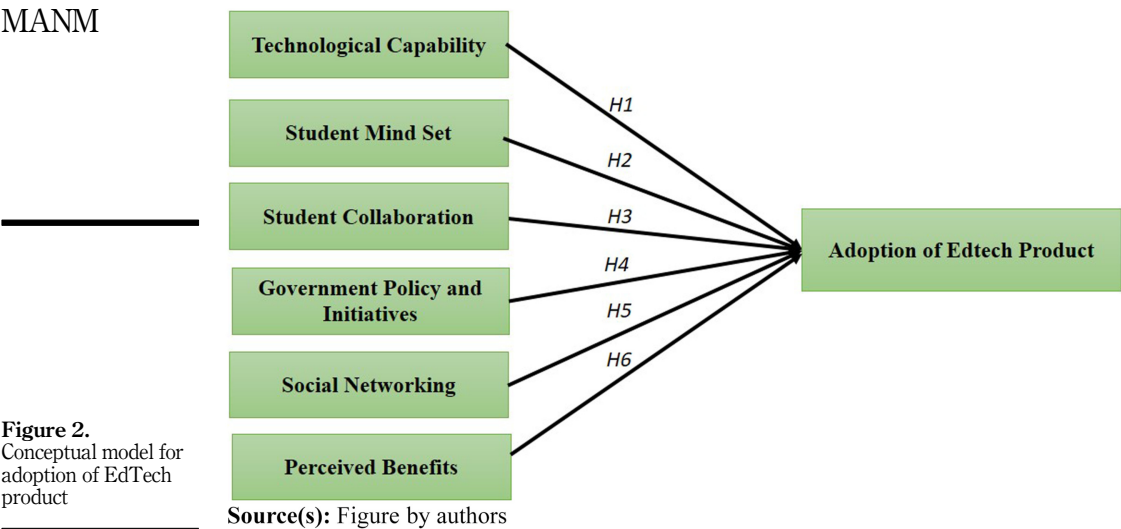 MANM
Technological Capability
H1
Student Mind Set
H2
Student Collaboration
H3
Adoption of Edtech Product
Government Policy and
Initiatives
H4
H5
Social Networking
H6
Perceived Benefits
Figure 2.
Conceptual model for
adoption of EdTech
product
Source(s): Figure by authors